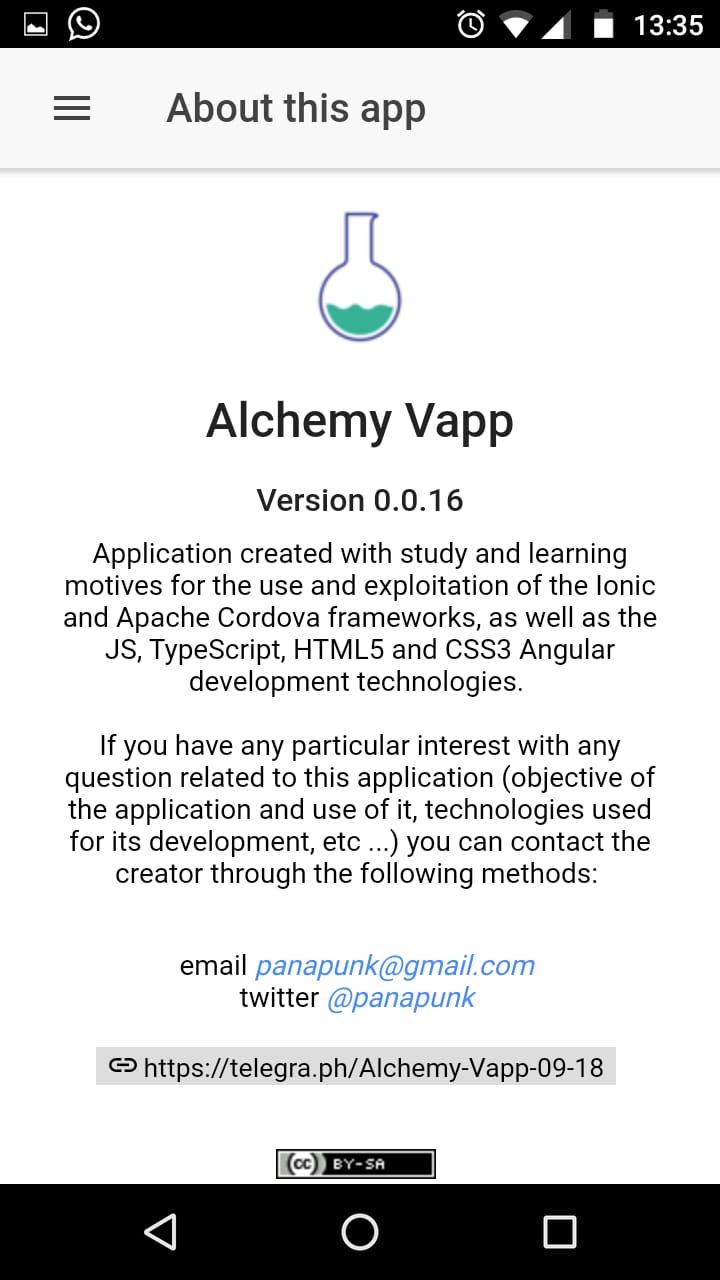 13:35
About this app
Alchemy Vapp
Version 0.0.16
Application created with study and learning
motives for the use and exploitation of the Ionic
and Apache Cordova frameworks, as well as the
JS, TypeScript, HTML5 and CSS3 Angular
development technologies.
If you have any particular interest with any
question related to this application (objective of
the application and use of it, technologies used
for its development, etc ...) you can contact the
creator through the following methods:
email panapunk@gmail.com
twitter @panapunk
https://telegra.ph/Alchemy-Vapp-09-18
cc BY-SA